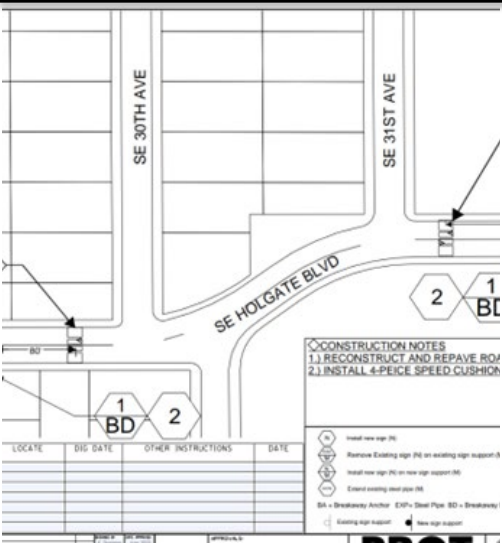 SE 30TH AVE
SE 31ST AVE
SE HOLGATE BLVD
2
1
BD
80
1
BD
2
CONSTRUCTION NOTES
1.) RECONSTRUCT AND REPAVE ROA
2.) INSTALL 4-PEICE SPEED CUSHION
LOCATE DIG DATE OTHER INSTRUCTIONS DATE
Install new sign (N)
Remove Existing sign (N) on existing sign support (M
Install new sign (N) on new sign support (M)
Extend existing steel pipe (M)
BA = Breakaway Anchor EXP= Steel Pipe BD = Breakaway
Existing sign support New sign support
APPROVALS: